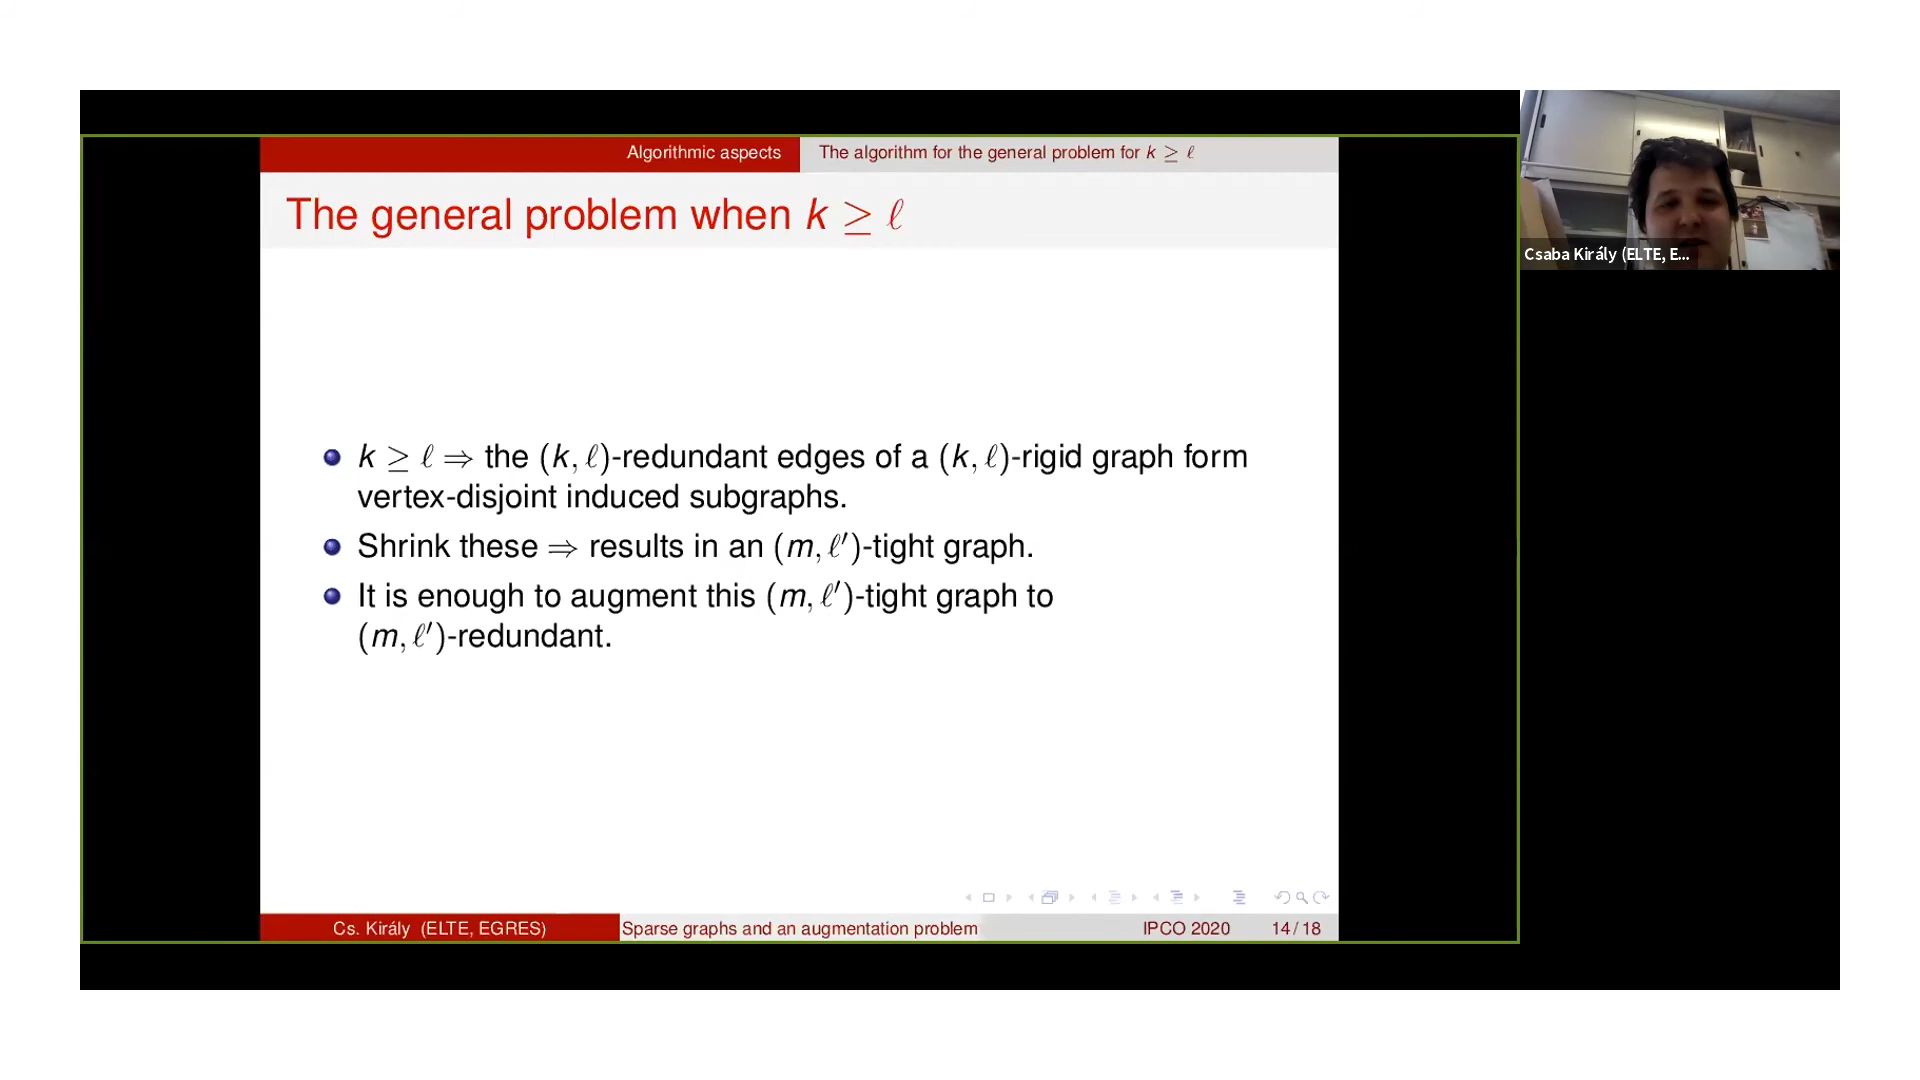 Algorithmic aspects
The algorithm for the general problem for k ≥ ℓ
The general problem when k ≥ ℓ
k ≥ ℓ ⇒ the (k, ℓ)-redundant edges of a (k, ℓ)-rigid graph form
vertex-disjoint induced subgraphs.
Shrink these ⇒ results in an (m, ℓ′)-tight graph.
It is enough to augment this (m, ℓ′)-tight graph to
(m, ℓ′)-redundant.
Cs. Király (ELTE, EGRES)
Sparse graphs and an augmentation problem
IPCO 2020
14 / 18
Csaba Király (ELTE, E...